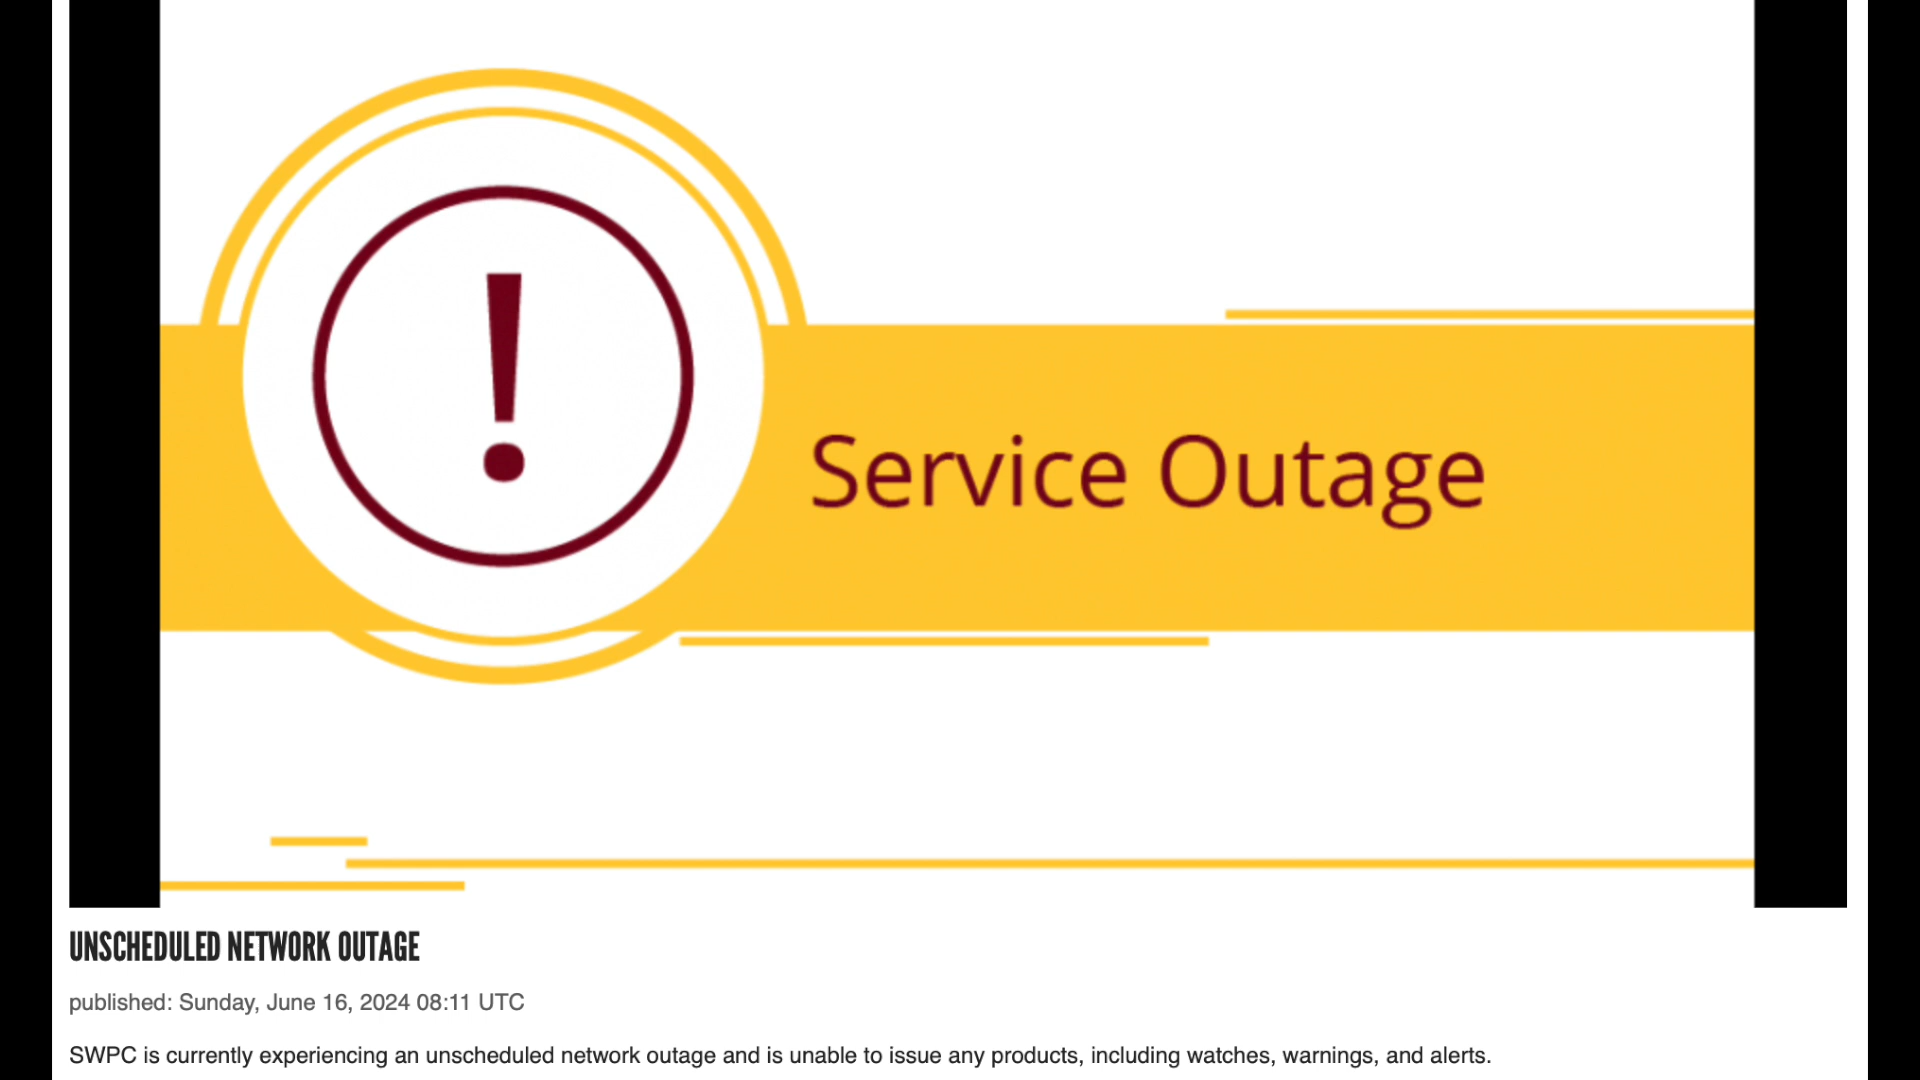 !
Service Outage
UNSCHEDULED NETWORK OUTAGE
published: Sunday, June 16, 2024 08:11 UTC
SWPC is currently experiencing an unscheduled network outage and is unable to issue any products, including watches, warnings, and alerts.